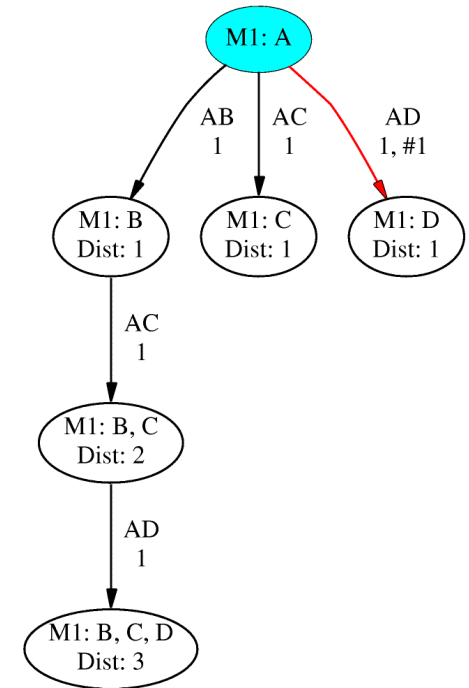 M1: A
AB
1
AC
1
AD
1, #1
M1: B
Dist: 1
M1: C
Dist: 1
M1: D
Dist: 1
AC
1
M1: B, C
Dist: 2
AD
1
M1: B, C, D
Dist: 3